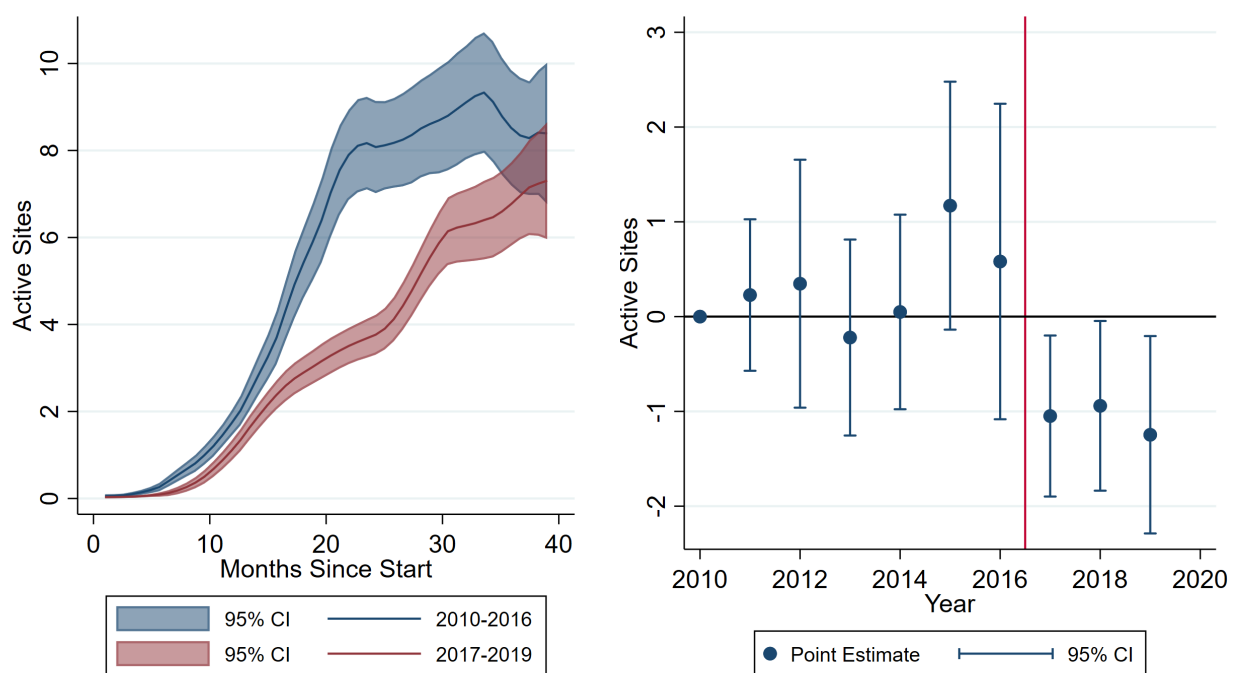 Active Sites
10
8
6
4
2
0
0 10 20 30 40
Months Since Start
95% CI 2010-2016
95% CI 2017-2019
Active Sites
3
2
1
0
-1
-2
2010 2012 2014 2016 2018 2020
Year
Point Estimate 95% CI